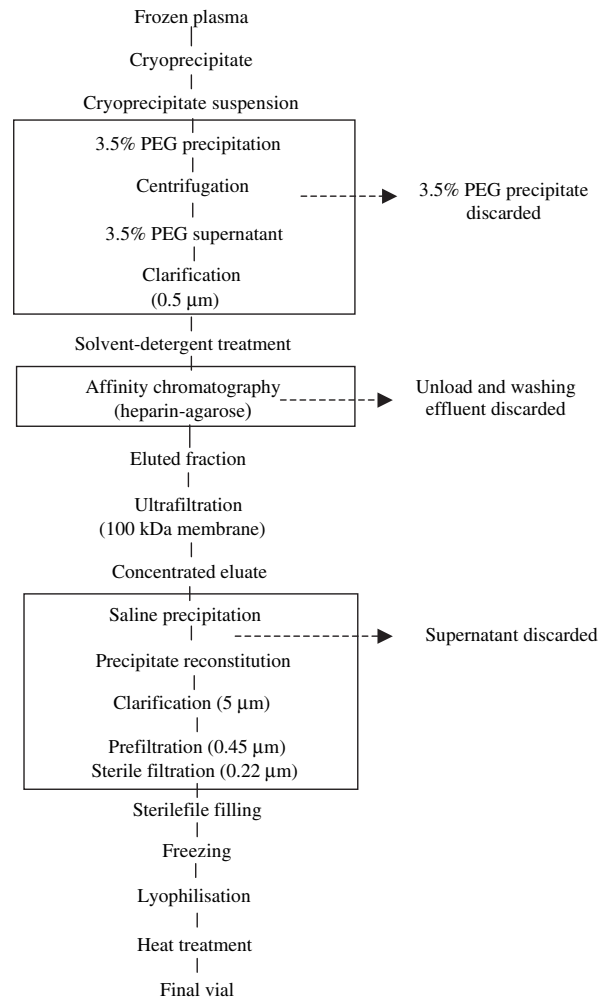 Frozen plasma
Cryoprecipitate
Cryoprecipitate suspension
3.5% PEG precipitation
Centrifugation
3.5% PEG precipitate
discarded
3.5% PEG supernatant
Clarification
(0.5 µm)
Solvent-detergent treatment
Affinity chromatography
(heparin-agarose)
Unload and washing
effluent discarded
Eluted fraction
Ultrafiltration
(100 kDa membrane)
Concentrated eluate
Saline precipitation
Supernatant discarded
Precipitate reconstitution
Clarification (5 µm)
Prefiltration (0.45 µm)
Sterile filtration (0.22 µm)
Sterilefile filling
Freezing
Lyophilisation
Heat treatment
Final vial